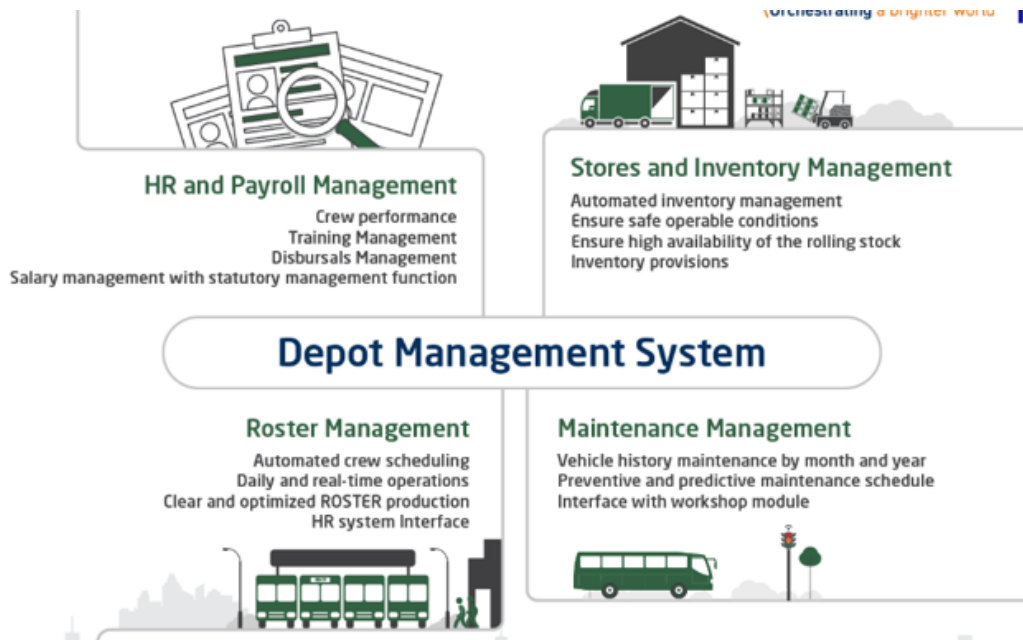 \Orchestrating a brighter world
HR and Payroll Management
Crew performance
Training Management
Disbursals Management
Salary management with statutory management function
Stores and Inventory Management
Automated inventory management
Ensure safe operable conditions
Ensure high availability of the rolling stock
Inventory provisions
Depot Management System
Roster Management
Automated crew scheduling
Daily and real-time operations
Clear and optimized ROSTER production
HR system Interface
Maintenance Management
Vehicle history maintenance by month and year
Preventive and predictive maintenance schedule
Interface with workshop module